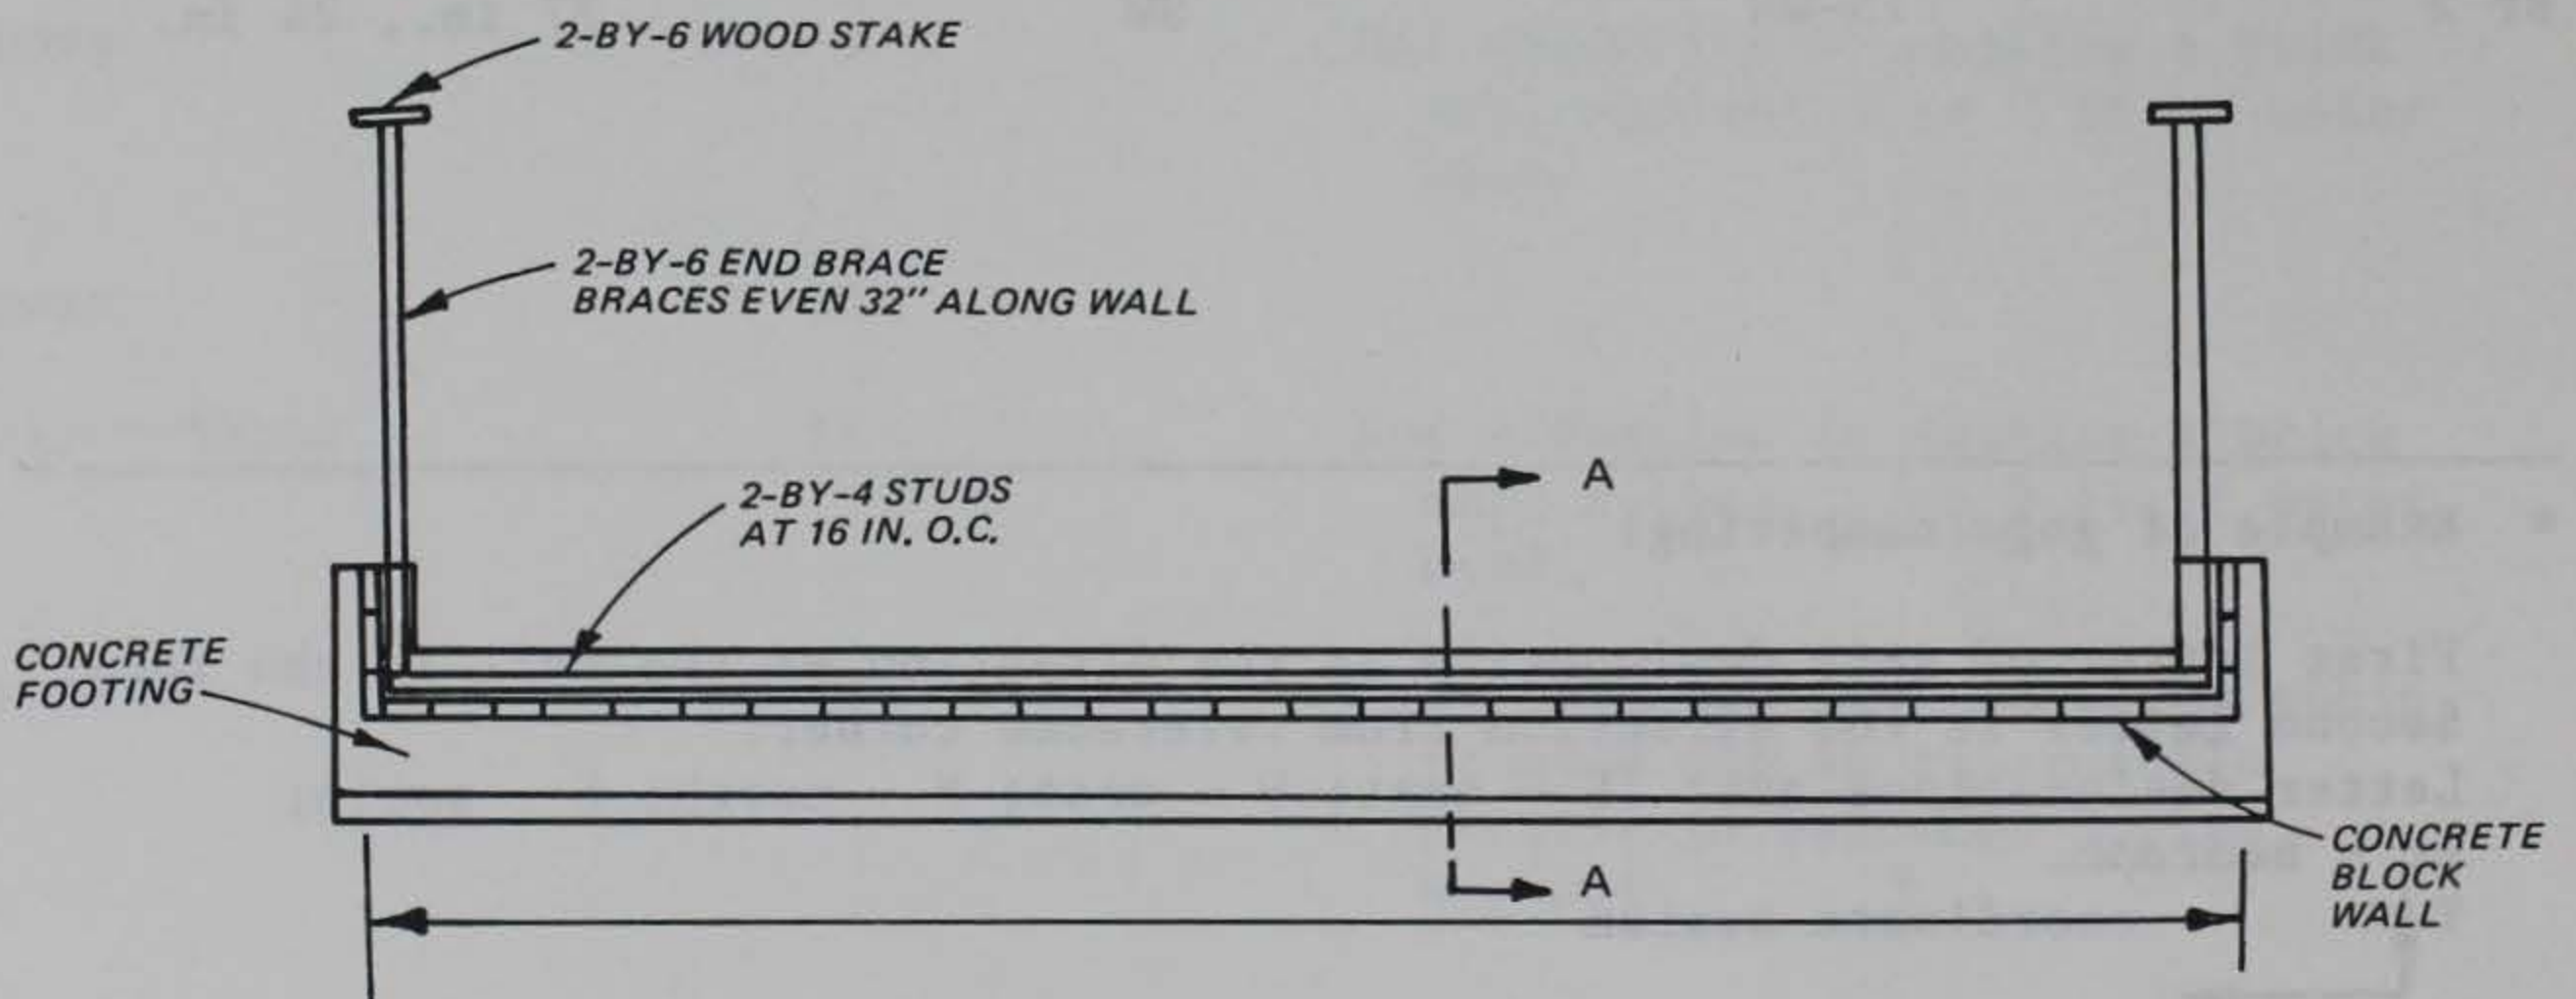 2-BY-6 WOOD STAKE
2-BY-6 END BRACE
BRACES EVEN 32" ALONG WALL
2-BY-4 STUDS
AT 16 IN. O.C.
A
CONCRETE
FOOTING
A
CONCRETE
BLOCK
WALL